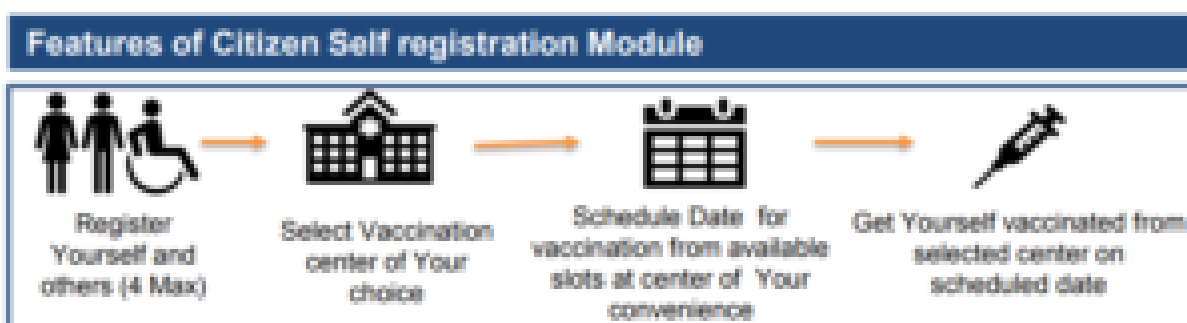 Features of Citizen Self registration Module
Register
Yourself and
others (4 Max)
Select Vaccination
center of Your
choice
Schedule Date for
vaccination from available
slots at center of Your
convenience
Get Yourself vaccinated from
selected center on
scheduled date